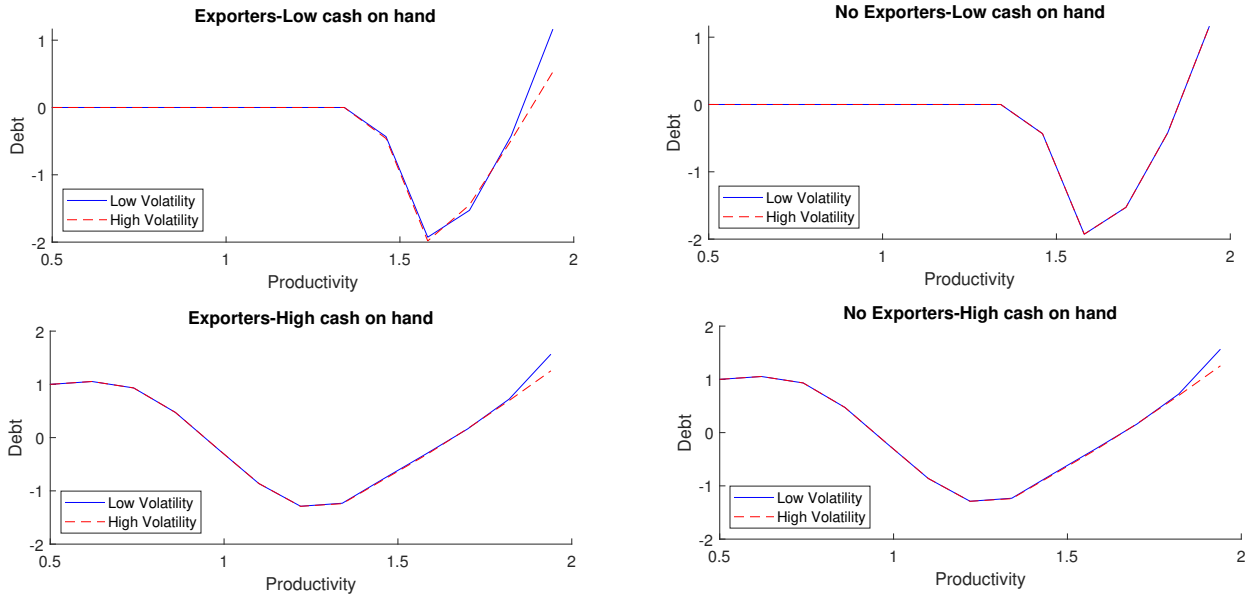 Exporters-Low cash on hand
1
0
-1
-2
Debt
Low Volatility
High Volatility
0.5
1
1.5
2
Productivity
No Exporters-Low cash on hand
1
0
-1
-2
Debt
Low Volatility
High Volatility
0.5
1
1.5
2
Productivity
Exporters-High cash on hand
2
1
0
-1
-2
Debt
Low Volatility
High Volatility
0.5
1
1.5
2
Productivity
No Exporters-High cash on hand
2
1
0
-1
-2
Debt
Low Volatility
High Volatility
0.5
1
1.5
2
Productivity